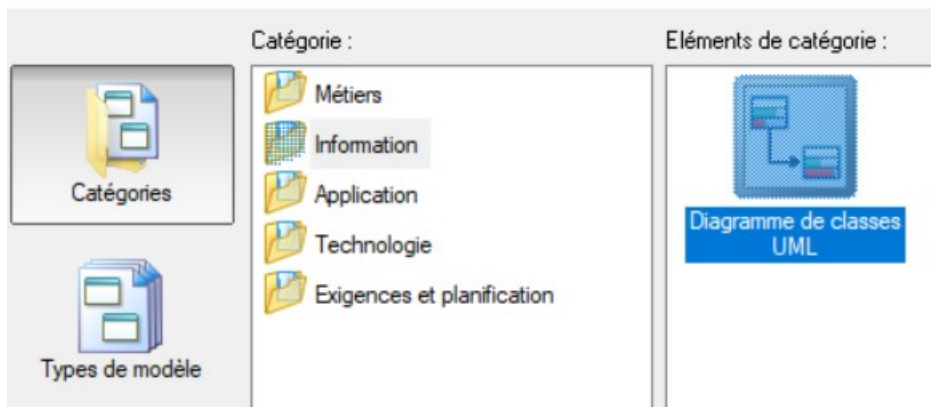 Catégorie :
Eléments de catégorie :
Catégories
Types de modèle
Métiers
Information
Application
Technologie
Exigences et planification
Diagramme de classes
UML